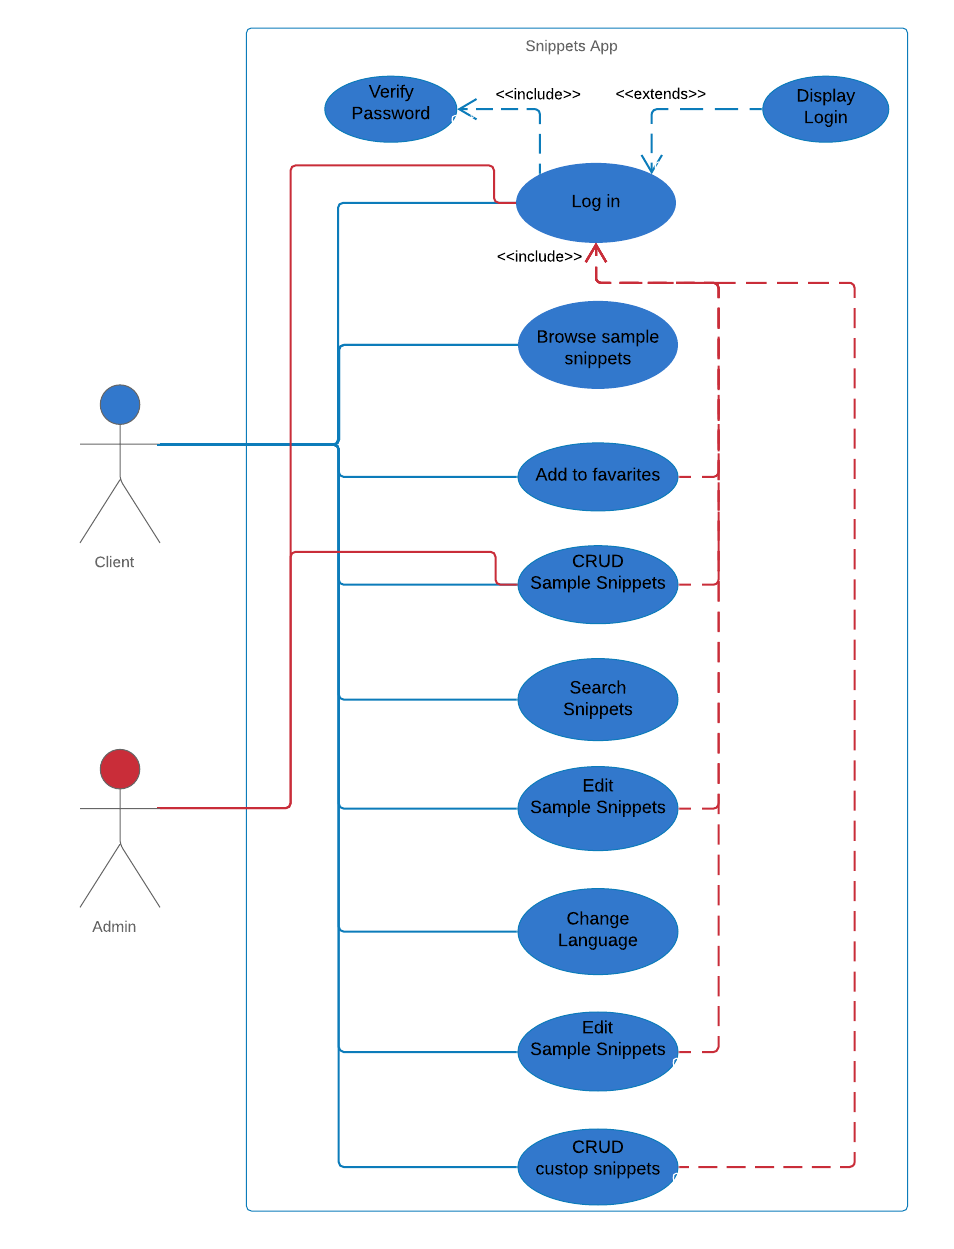 Snippets App
Verify
Password
<<include>>
<<extends>>
Display
Login
Log in
<<include>>
Browse sample
snippets
Add to favarites
CRUD
Sample Snippets
Client
Search
Snippets
Edit
Sample Snippets
Admin
Change
Language
Edit
Sample Snippets
CRUD
custop snippets